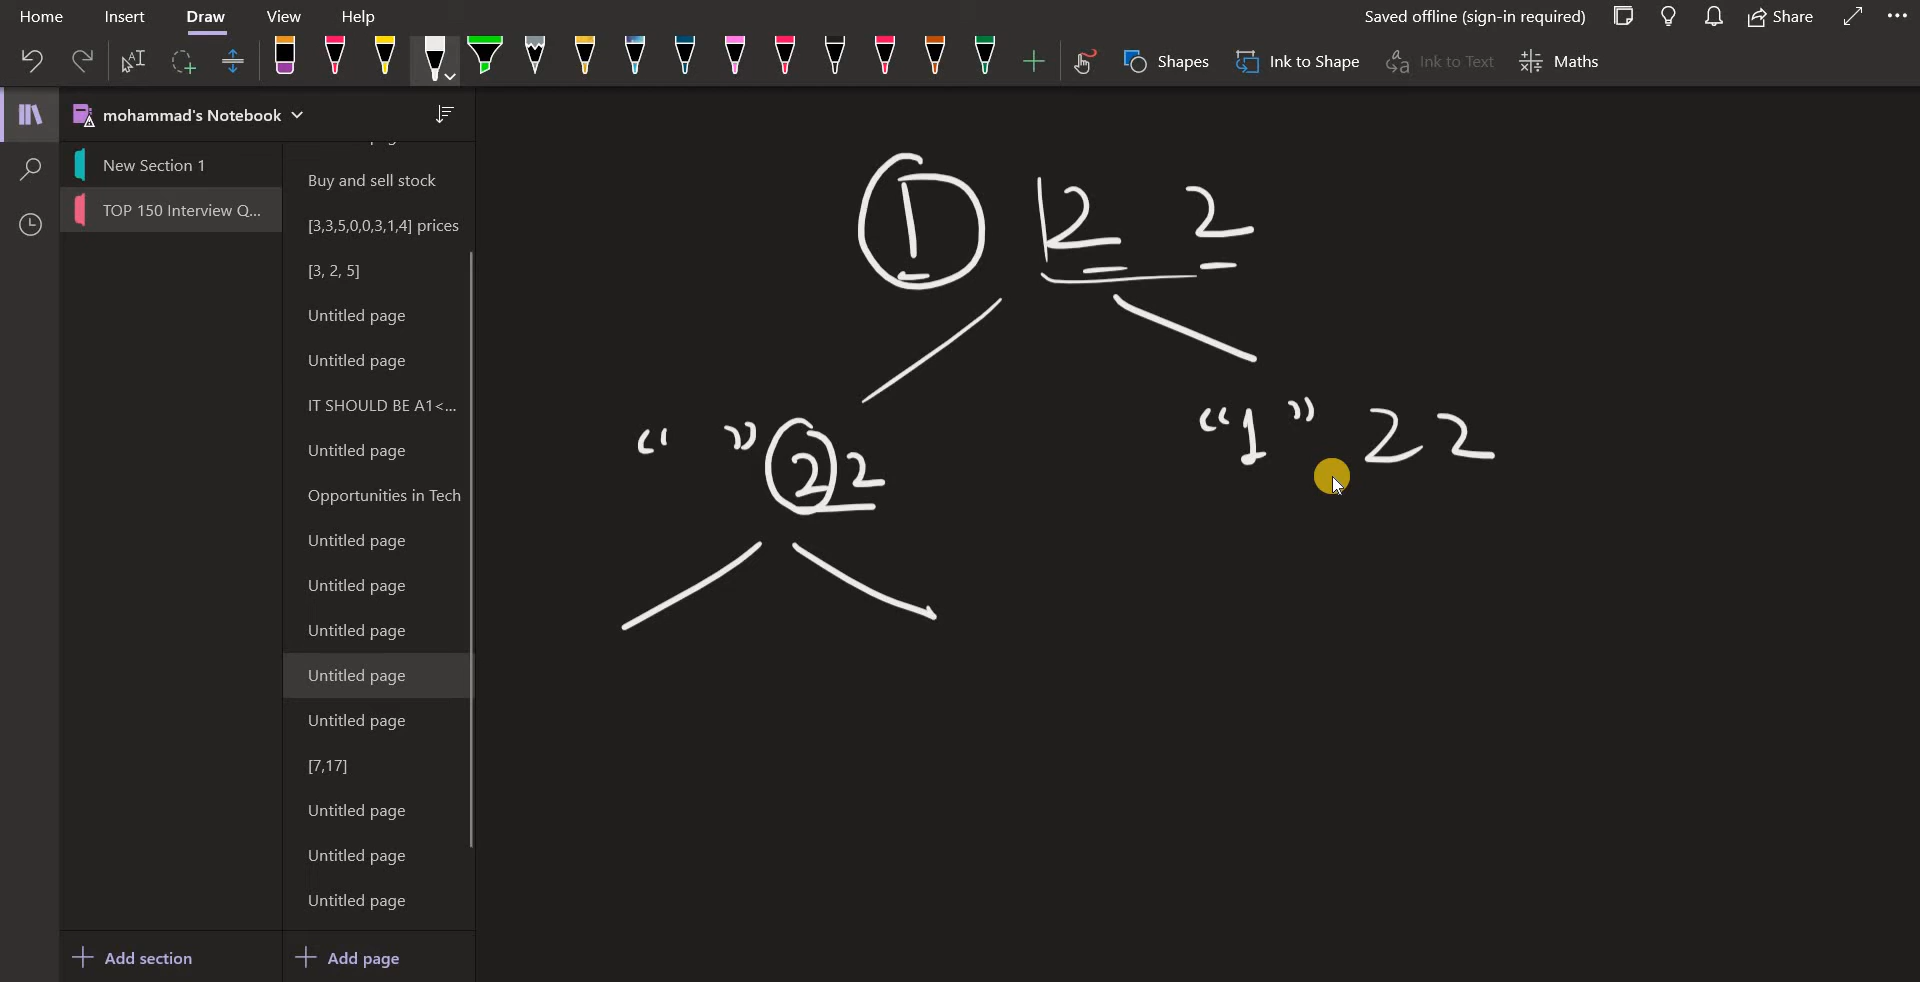 Home Insert Draw View Help Saved offline (sign-in required) Share
Shapes Ink to Shape Ink to Text Maths
mohammad's Notebook
New Section 1
TOP 150 Interview Q...
Buy and sell stock
[3,3,5,0,0,3,1,4] prices
[3, 2, 5]
Untitled page
Untitled page
IT SHOULD BE A1<...
Untitled page
Opportunities in Tech
Untitled page
Untitled page
Untitled page
Untitled page
Untitled page
[7,17]
Untitled page
Untitled page
Untitled page
Add section
Add page
1 2 2
“ ” 2 2
“1” 2 2